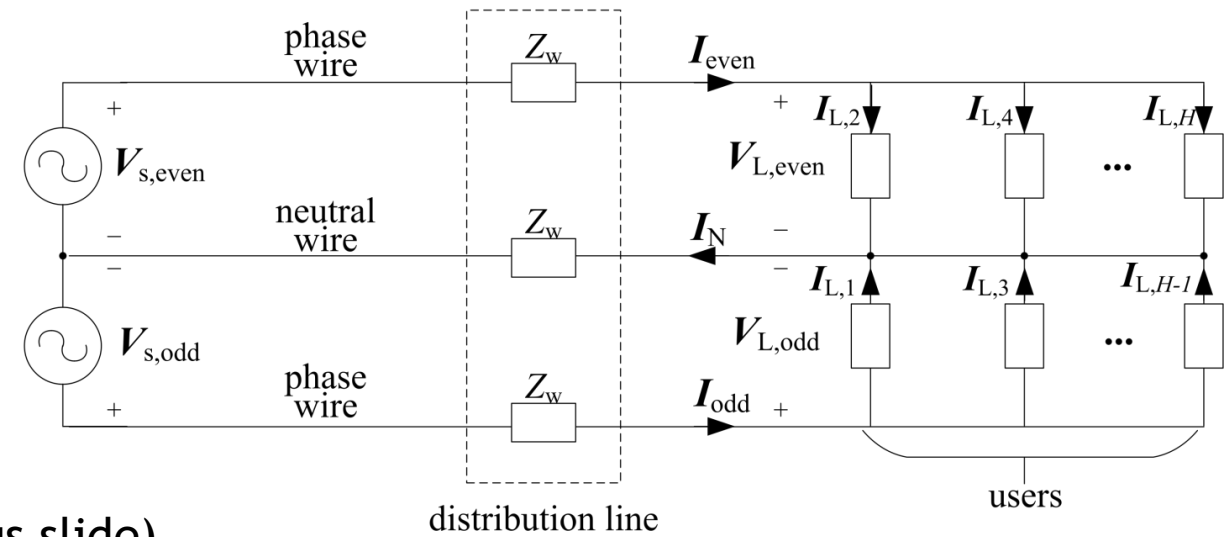 phase wire
Z_w
I_even
+
+
I_L,2
I_L,4
I_L,H
V_s,even
V_L,even
...
neutral wire
Z_w
I_N
−
−
−
−
I_L,1
I_L,3
I_L,H-1
V_s,odd
V_L,odd
...
phase wire
Z_w
I_odd
+
+
users
distribution line